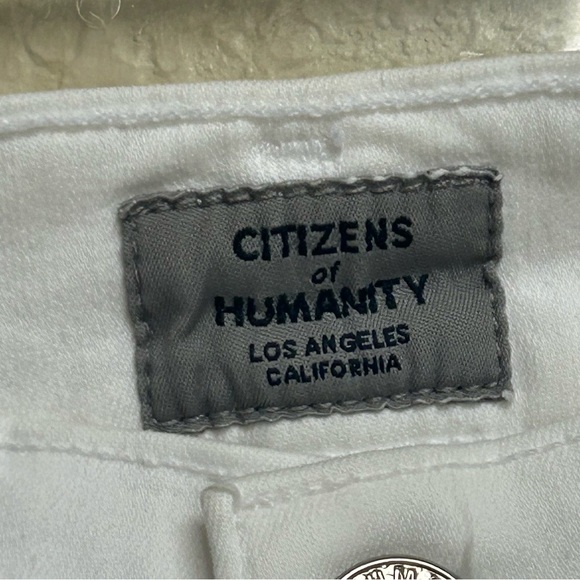 CITIZENS
of
HUMANITY
LOS ANGELES
CALIFORNIA